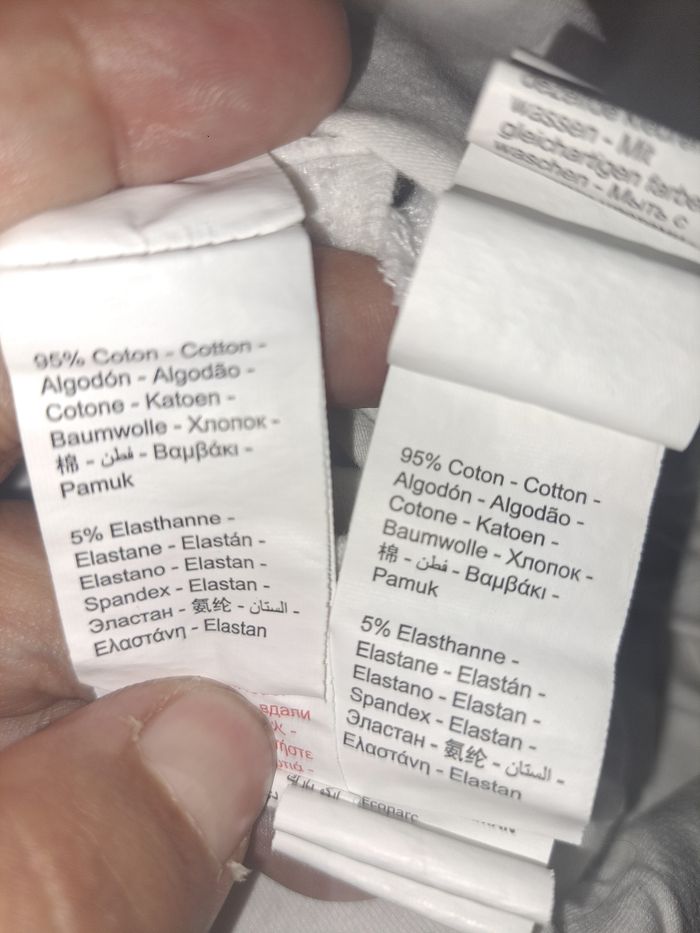 95% Coton - Cotton -
Algodón - Algodão -
Cotone - Katoen -
Baumwolle - Хлопок -
棉 - قطن - Βαμβάκι -
Pamuk
5% Elasthanne -
Elastane - Elastán -
Elastano - Elastan -
Spandex - Elastan -
Эластан - 氨纶 - الستان -
Ελαστάνη - Elastan
вдали
wassen - Mit
gleichartigen farbe
waschen - Мыть с
95% Coton - Cotton -
Algodón - Algodão -
Cotone - Katoen -
Baumwolle - Хлопок -
棉 - قطن - Βαμβάκι -
Pamuk
5% Elasthanne -
Elastane - Elastán -
Elastano - Elastan -
Spandex - Elastan -
Эластан - 氨纶 - الستان -
Ελαστάνη - Elastan
Ecoparc